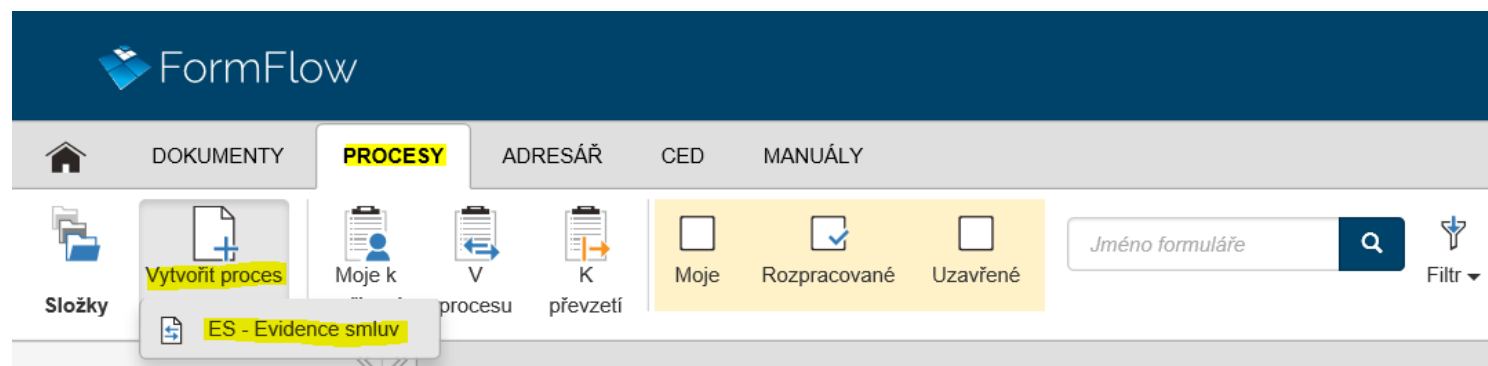 FormFlow
DOKUMENTY PROCESY ADRESÁŘ CED MANUÁLY
Složky
Vytvořit proces
Moje k
V
procesu
K
převzetí
Moje Rozpracované Uzavřené
Jméno formuláře
Filtr
ES - Evidence smluv